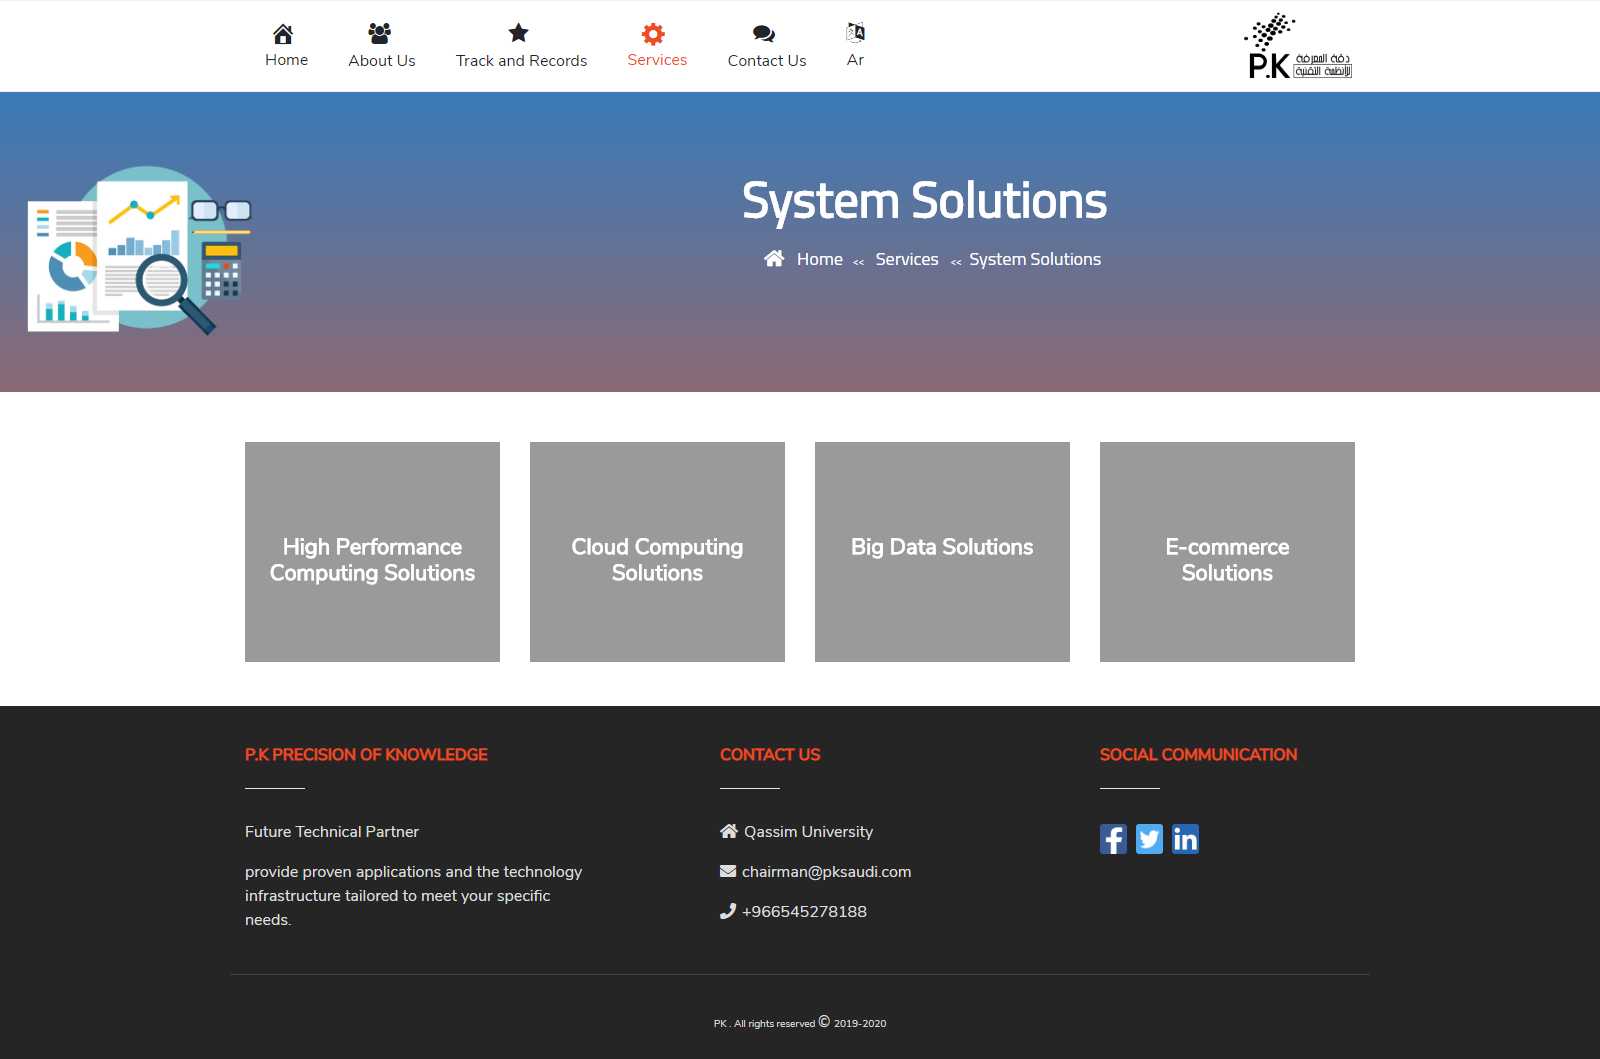 Home
About Us
Track and Records
Services
Contact Us
Ar
P.K
دقة المعرفة
للأنظمة التقنية
System Solutions
Home << Services << System Solutions
High Performance
Computing Solutions
Cloud Computing
Solutions
Big Data Solutions
E-commerce
Solutions
P.K PRECISION OF KNOWLEDGE
Future Technical Partner
provide proven applications and the technology
infrastructure tailored to meet your specific
needs.
CONTACT US
Qassim University
chairman@pksaudi.com
+966545278188
SOCIAL COMMUNICATION
PK . All rights reserved © 2019-2020